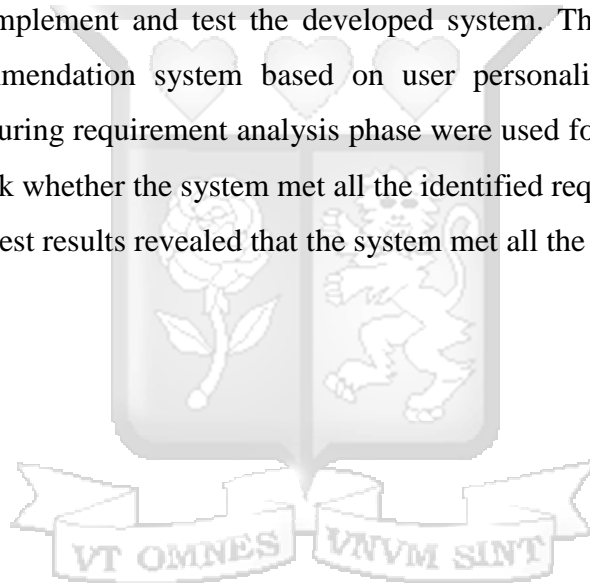 mplement and test the developed system. Th
mmendation system based on user personali
uring requirement analysis phase were used fo
k whether the system met all the identified req
est results revealed that the system met all the
VT OMNES VNVM SINT